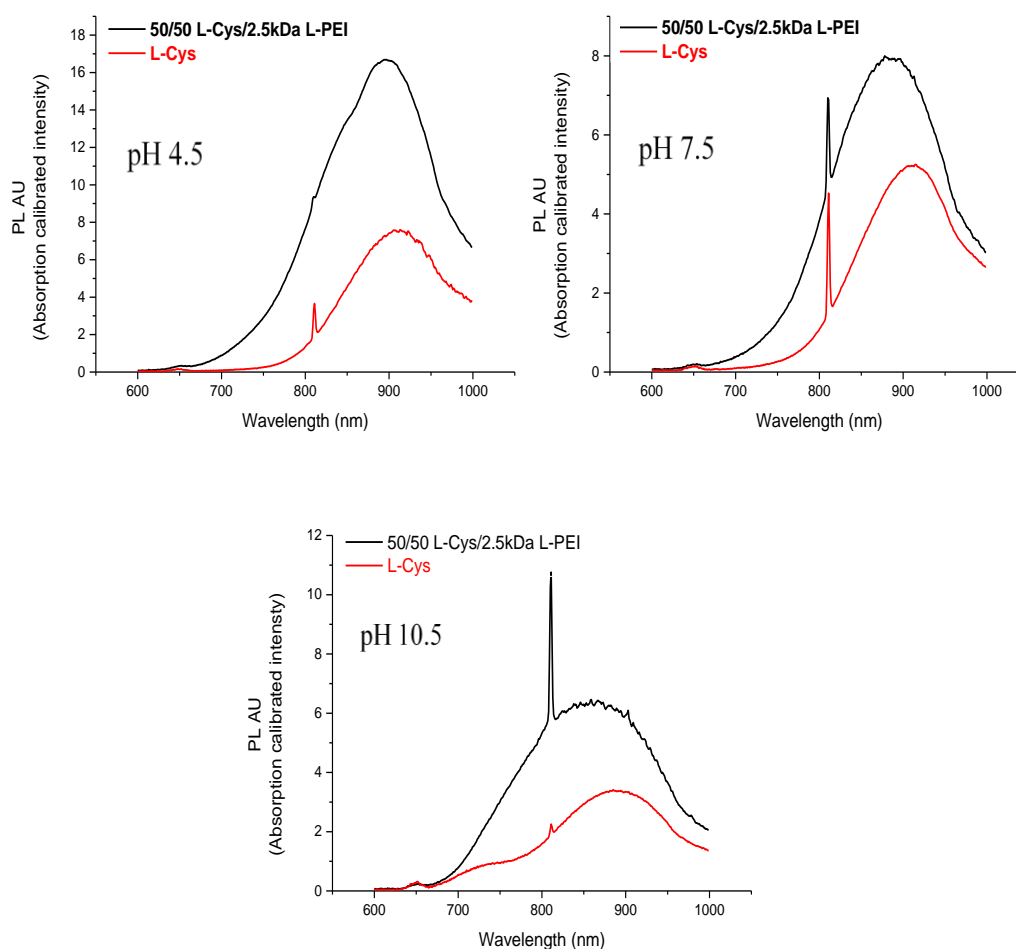 50/50 L-Cys/2.5kDa L-PEI
L-Cys
pH 4.5
PL AU
(Absorption calibrated intensity)
18
16
14
12
10
8
6
4
2
0
600 700 800 900 1000
Wavelength (nm)
50/50 L-Cys/2.5kDa L-PEI
L-Cys
pH 7.5
PL AU
(Absorption calibrated intensity)
8
6
4
2
0
600 700 800 900 1000
Wavelength (nm)
50/50 L-Cys/2.5kDa L-PEI
L-Cys
pH 10.5
PL AU
(Absorption calibrated intensty)
12
10
8
6
4
2
0
600 700 800 900 1000
Wavelength (nm)